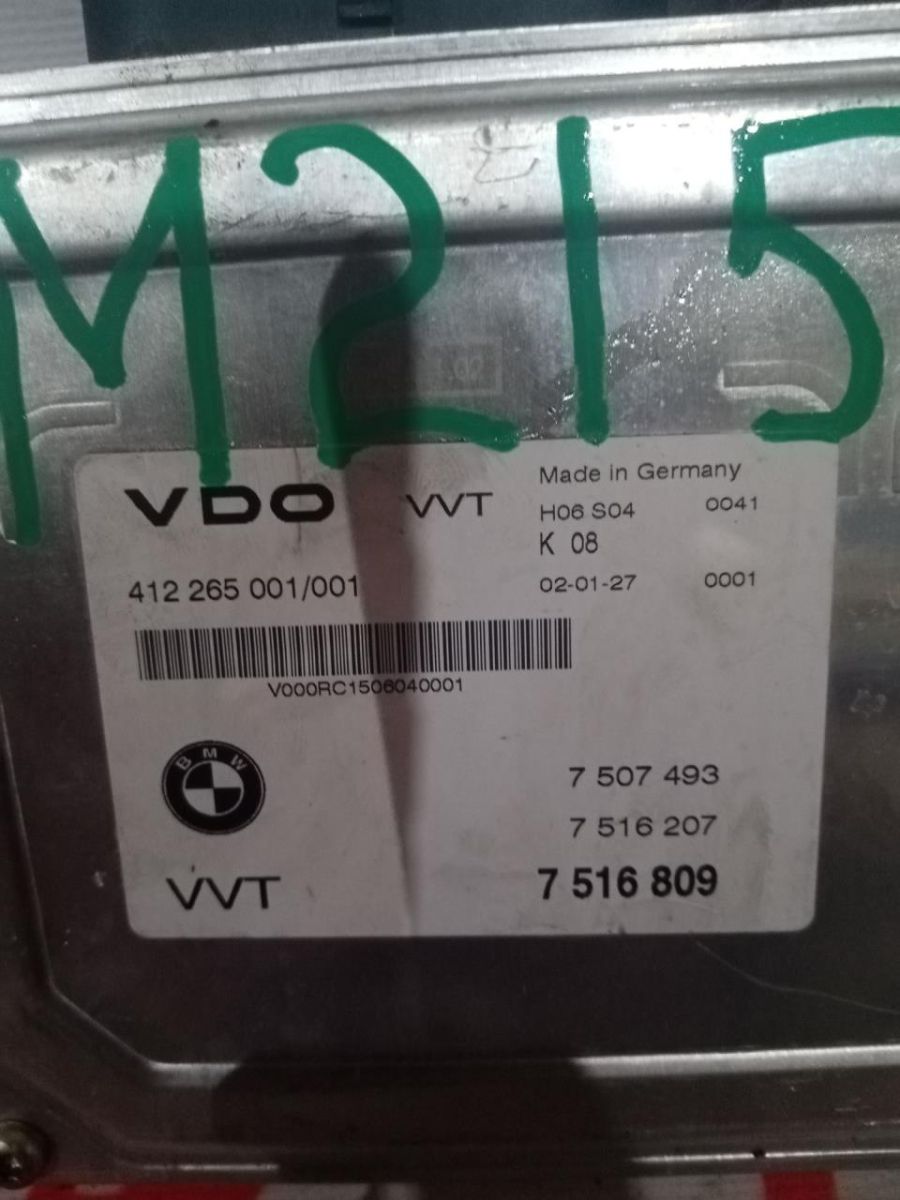 M215
VDO VVT
Made in Germany
H06 S04 0041
K 08
412 265 001/001
02-01-27 0001
V000RC1506040001
BMW
7 507 493
7 516 207
VVT
7 516 809